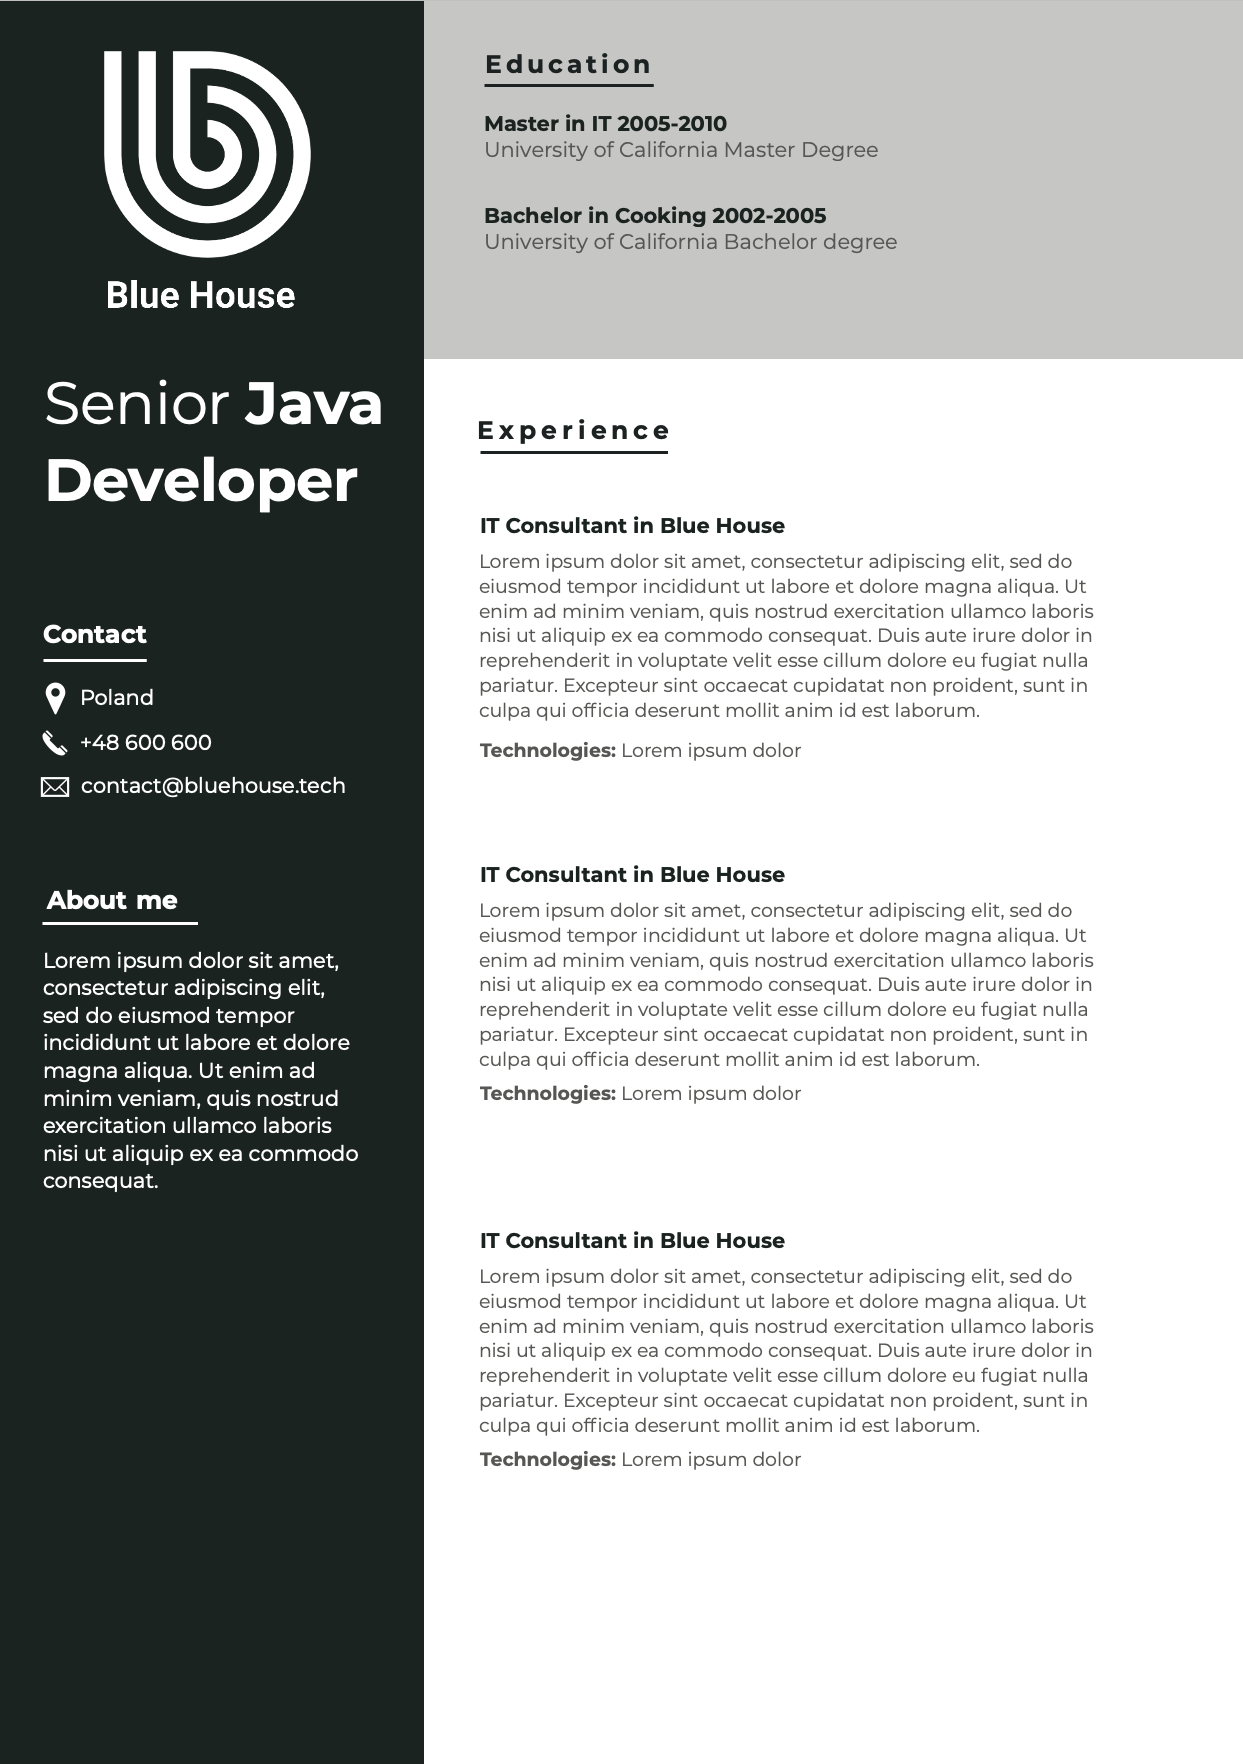 Blue House
Senior Java
Developer
Contact
Poland
+48 600 600
contact@bluehouse.tech
About me
Lorem ipsum dolor sit amet,
consectetur adipiscing elit,
sed do eiusmod tempor
incididunt ut labore et dolore
magna aliqua. Ut enim ad
minim veniam, quis nostrud
exercitation ullamco laboris
nisi ut aliquip ex ea commodo
consequat.
Education
Master in IT 2005-2010
University of California Master Degree
Bachelor in Cooking 2002-2005
University of California Bachelor degree
Experience
IT Consultant in Blue House
Lorem ipsum dolor sit amet, consectetur adipiscing elit, sed do
eiusmod tempor incididunt ut labore et dolore magna aliqua. Ut
enim ad minim veniam, quis nostrud exercitation ullamco laboris
nisi ut aliquip ex ea commodo consequat. Duis aute irure dolor in
reprehenderit in voluptate velit esse cillum dolore eu fugiat nulla
pariatur. Excepteur sint occaecat cupidatat non proident, sunt in
culpa qui officia deserunt mollit anim id est laborum.
Technologies: Lorem ipsum dolor
IT Consultant in Blue House
Lorem ipsum dolor sit amet, consectetur adipiscing elit, sed do
eiusmod tempor incididunt ut labore et dolore magna aliqua. Ut
enim ad minim veniam, quis nostrud exercitation ullamco laboris
nisi ut aliquip ex ea commodo consequat. Duis aute irure dolor in
reprehenderit in voluptate velit esse cillum dolore eu fugiat nulla
pariatur. Excepteur sint occaecat cupidatat non proident, sunt in
culpa qui officia deserunt mollit anim id est laborum.
Technologies: Lorem ipsum dolor
IT Consultant in Blue House
Lorem ipsum dolor sit amet, consectetur adipiscing elit, sed do
eiusmod tempor incididunt ut labore et dolore magna aliqua. Ut
enim ad minim veniam, quis nostrud exercitation ullamco laboris
nisi ut aliquip ex ea commodo consequat. Duis aute irure dolor in
reprehenderit in voluptate velit esse cillum dolore eu fugiat nulla
pariatur. Excepteur sint occaecat cupidatat non proident, sunt in
culpa qui officia deserunt mollit anim id est laborum.
Technologies: Lorem ipsum dolor